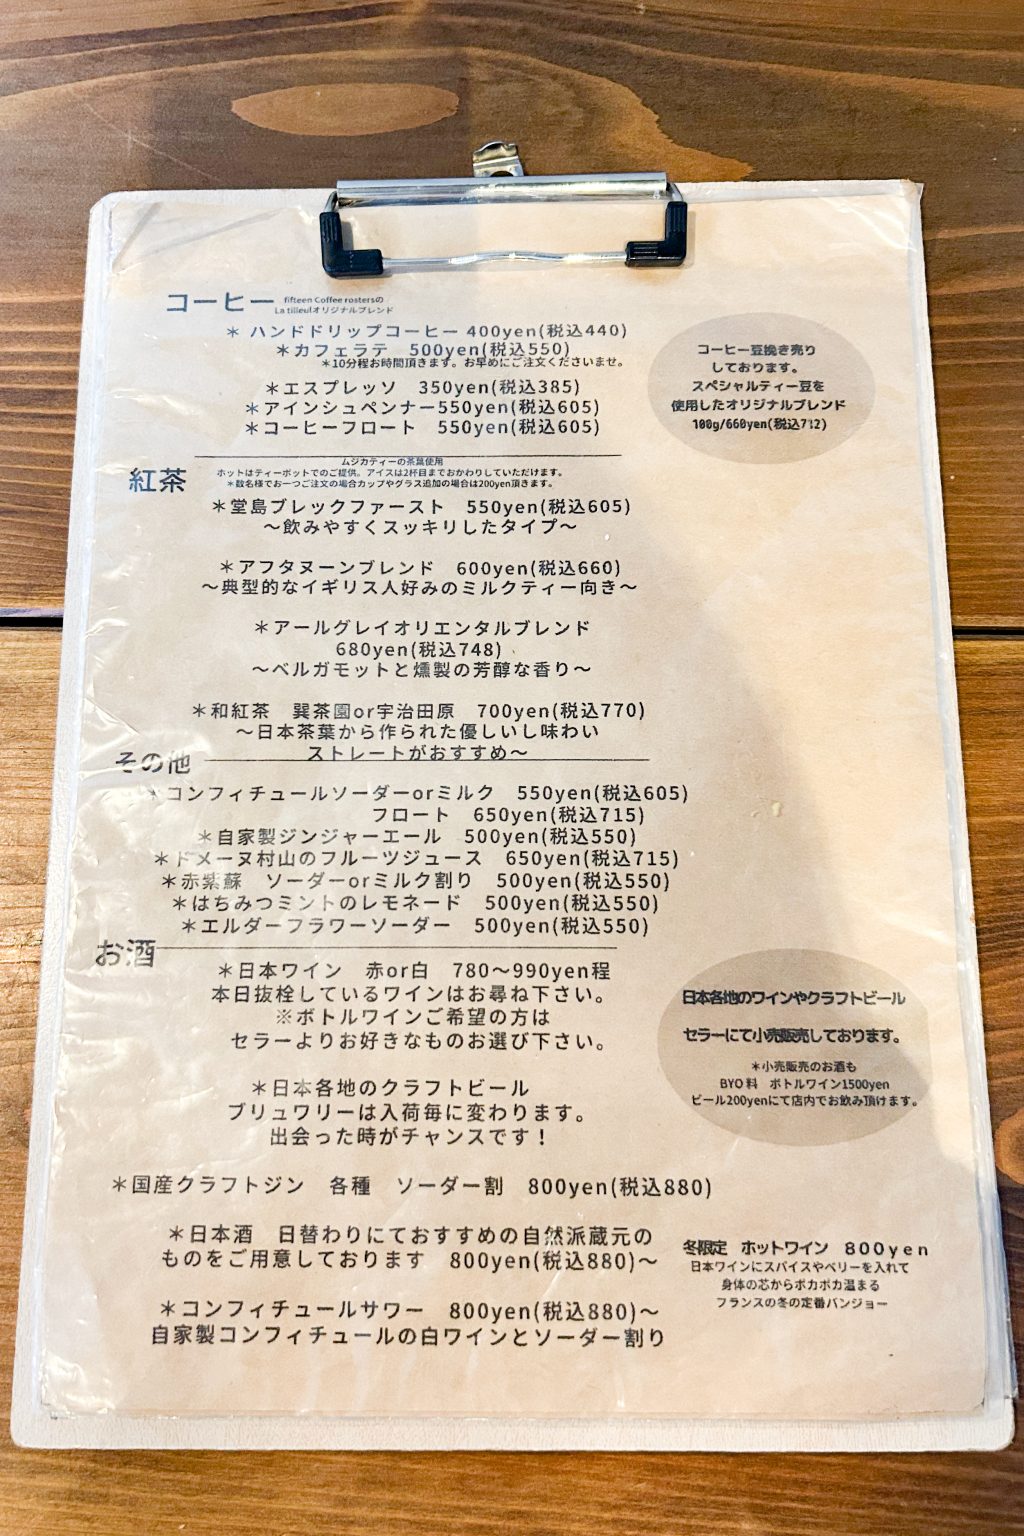 コーヒー fifteen Coffee rostersの
La tilleulオリジナルブレンド
＊ ハンドドリップコーヒー 400yen(税込440)
＊カフェラテ 500yen(税込550)
＊10分程お時間頂きます。お早めにご注文くださいませ。
＊エスプレッソ 350yen(税込385)
＊アインシュペンナー550yen(税込605)
＊コーヒーフロート 550yen(税込605)
コーヒー豆挽き売り
しております。
スペシャルティー豆を
使用したオリジナルブレンド
100g/660yen(税込712)
紅茶
ムジカティーの茶葉使用
ホットはティーポットでのご提供。アイスは2杯目までおかわりしていただけます。
＊数名様でお一つご注文の場合カップやグラス追加の場合は200yen頂きます。
＊堂島ブレックファースト 550yen(税込605)
～飲みやすくスッキリしたタイプ～
＊アフタヌーンブレンド 600yen(税込660)
～典型的なイギリス人好みのミルクティー向き～
＊アールグレイオリエンタルブレンド
680yen(税込748)
～ベルガモットと燻製の芳醇な香り～
＊和紅茶 巽茶園or宇治田原 700yen(税込770)
～日本茶葉から作られた優しいし味わい
ストレートがおすすめ～
その他
＊コンフィチュールソーダーorミルク 550yen(税込605)
フロート 650yen(税込715)
＊自家製ジンジャーエール 500yen(税込550)
＊ドメーヌ村山のフルーツジュース 650yen(税込715)
＊赤紫蘇 ソーダーorミルク割り 500yen(税込550)
＊はちみつミントのレモネード 500yen(税込550)
＊エルダーフラワーソーダー 500yen(税込550)
お酒
＊日本ワイン 赤or白 780～990yen程
本日抜栓しているワインはお尋ね下さい。
※ボトルワインご希望の方は
セラーよりお好きなものお選び下さい。
＊日本各地のクラフトビール
ブリュワリーは入荷毎に変わります。
出会った時がチャンスです！
日本各地のワインやクラフトビール
セラーにて小売販売しております。
＊小売販売のお酒も
BYO料 ボトルワイン1500yen
ビール200yenにて店内でお飲み頂けます。
＊国産クラフトジン 各種 ソーダー割 800yen(税込880)
＊日本酒 日替わりにておすすめの自然派蔵元の
ものをご用意しております 800yen(税込880)～
＊コンフィチュールサワー 800yen(税込880)～
自家製コンフィチュールの白ワインとソーダー割り
冬限定 ホットワイン 800yen
日本ワインにスパイスやベリーを入れて
身体の芯からポカポカ温まる
フランスの冬の定番バンジョー